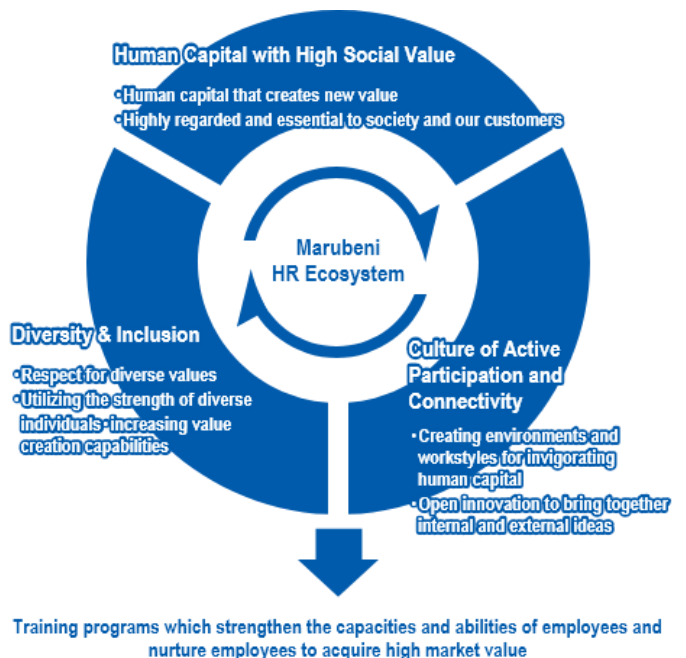 Human Capital with High Social Value
・Human capital that creates new value
・Highly regarded and essential to society and our customers
Marubeni
HR Ecosystem
Diversity & Inclusion
・Respect for diverse values
・Utilizing the strength of diverse
individuals・increasing value
creation capabilities
Culture of Active
Participation and
Connectivity
・Creating environments and
workstyles for invigorating
human capital
・Open innovation to bring together
internal and external ideas
Training programs which strengthen the capacities and abilities of employees and
nurture employees to acquire high market value